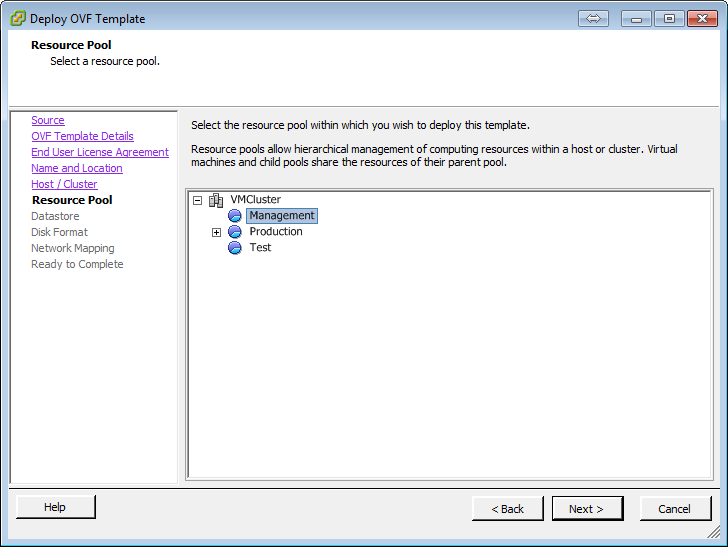 Deploy OVF Template
Resource Pool
Select a resource pool.
Source
OVF Template Details
End User License Agreement
Name and Location
Host / Cluster
Resource Pool
Datastore
Disk Format
Network Mapping
Ready to Complete
Select the resource pool within which you wish to deploy this template.
Resource pools allow hierarchical management of computing resources within a host or cluster. Virtual
machines and child pools share the resources of their parent pool.
VMCluster
Management
Production
Test
Help
< Back
Next >
Cancel